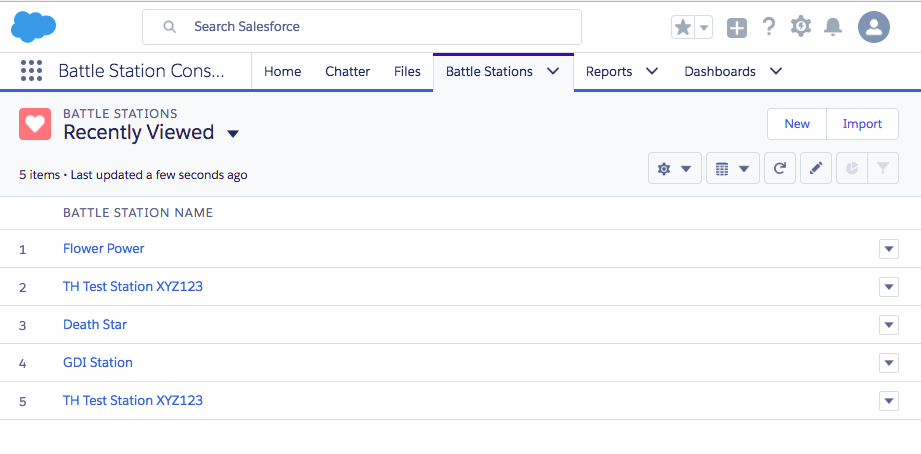 Search Salesforce
Battle Station Cons...
Home
Chatter
Files
Battle Stations
Reports
Dashboards
BATTLE STATIONS
Recently Viewed
New
Import
5 items • Last updated a few seconds ago
BATTLE STATION NAME
1 Flower Power
2 TH Test Station XYZ123
3 Death Star
4 GDI Station
5 TH Test Station XYZ123